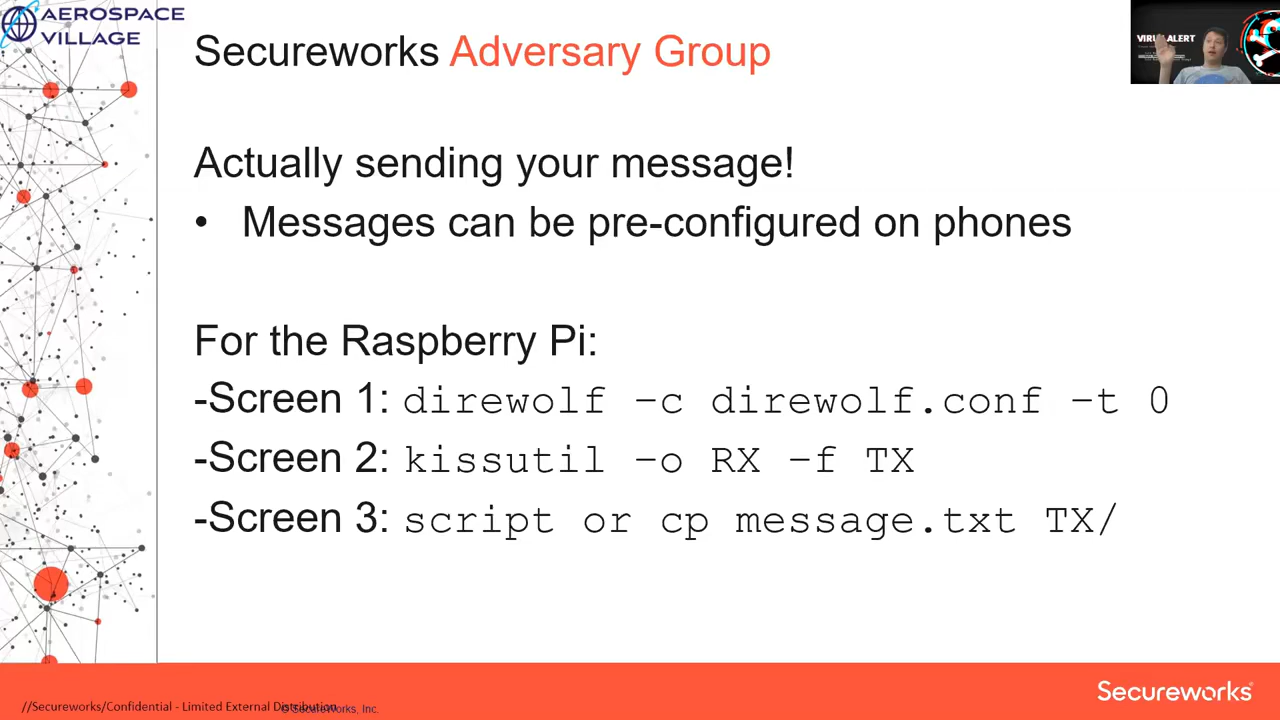 AEROSPACE
VILLAGE
Secureworks Adversary Group
VIRUS ALERT
Actually sending your message!
• Messages can be pre-configured on phones
For the Raspberry Pi:
-Screen 1: direwolf –c direwolf.conf –t 0
-Screen 2: kissutil –o RX –f TX
-Screen 3: script or cp message.txt TX/
//Secureworks/Confidential - Limited External Distribution
© SecureWorks, Inc.
Secureworks